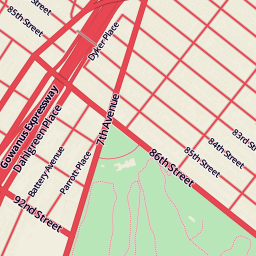 85th Street
Dyker Place
Gowanus Expressway
7th Avenue
Dahlgreen Place
83rd S
84th Street
85th Street
86th Street
Battery Avenue
Parrott Place
92nd Street